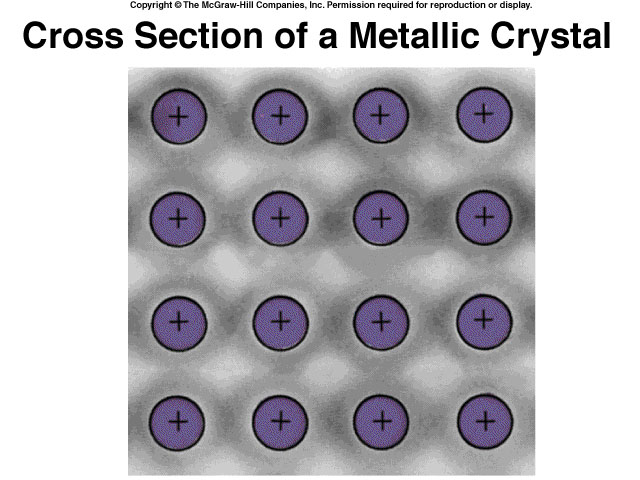 Copyright © The McGraw-Hill Companies, Inc. Permission required for reproduction or display.
Cross Section of a Metallic Crystal
+ + + +
+ + + +
+ + + +
+ + + +